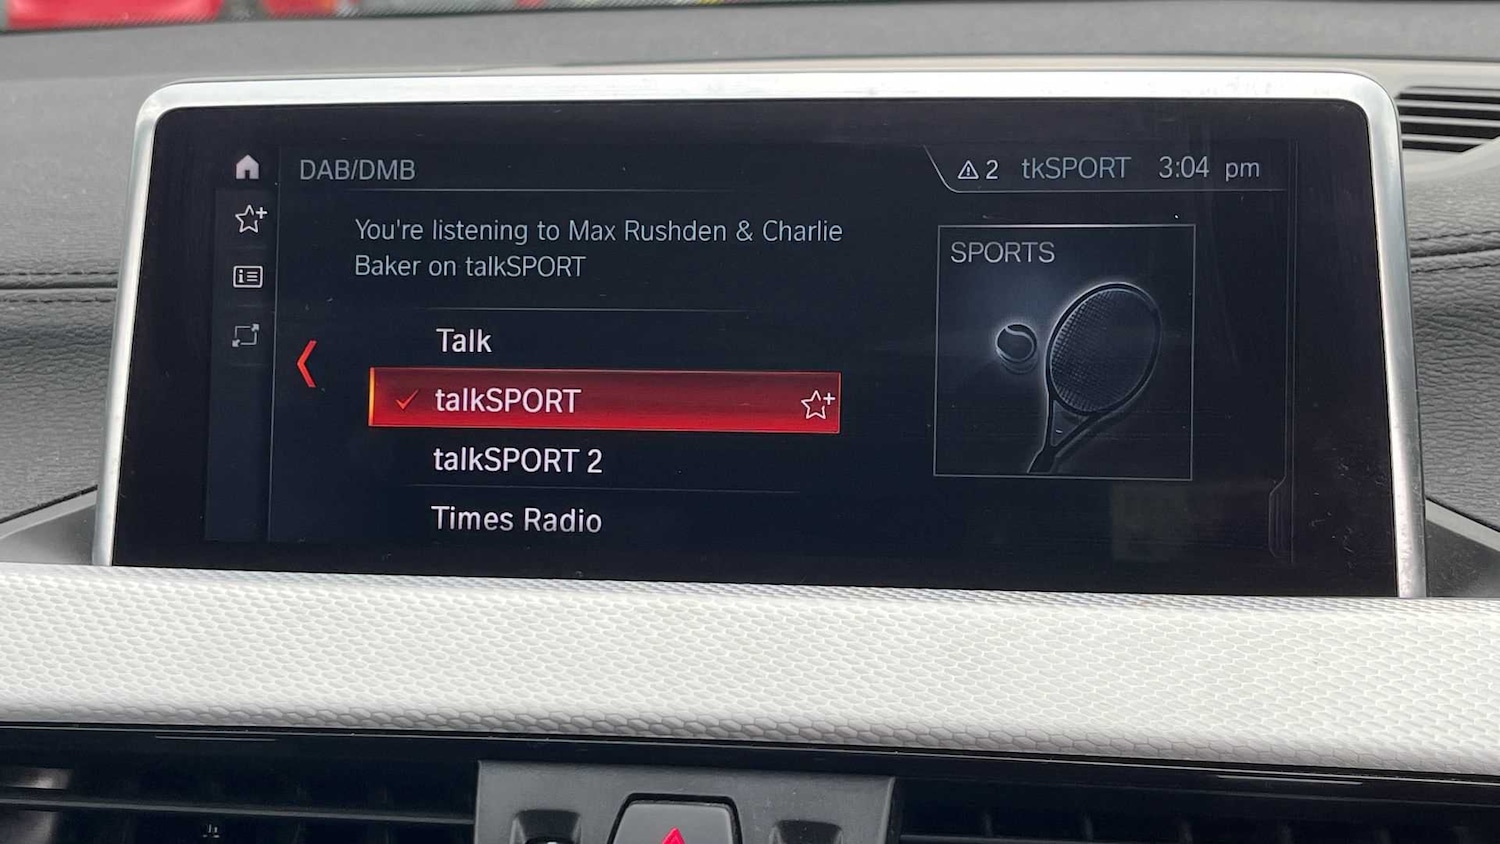 DAB/DMB
2 tkSPORT 3:04 pm
You're listening to Max Rushden & Charlie
Baker on talkSPORT
SPORTS
Talk
talkSPORT
talkSPORT 2
Times Radio